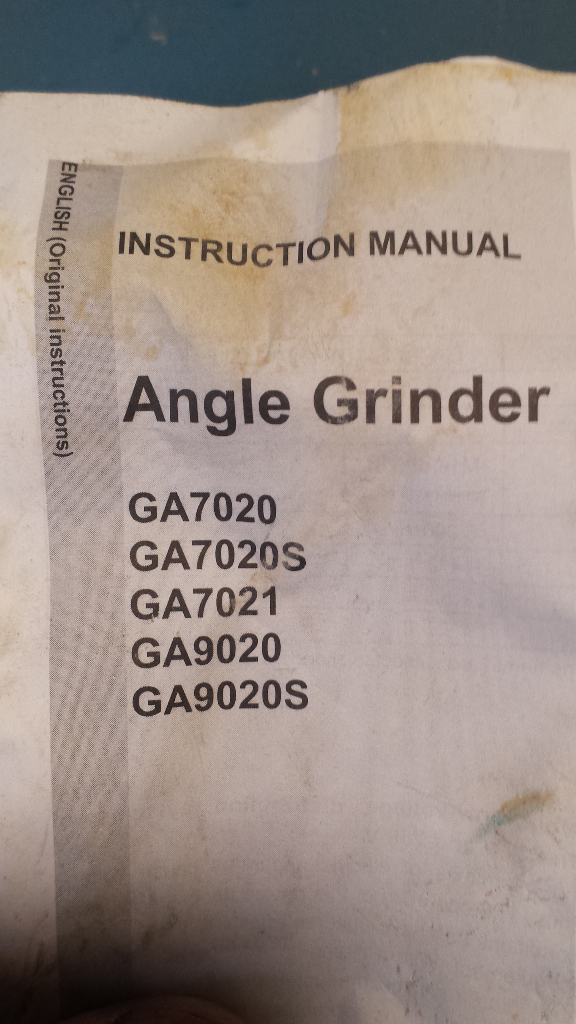 ENGLISH (Original instructions)
INSTRUCTION MANUAL
Angle Grinder
GA7020
GA7020S
GA7021
GA9020
GA9020S